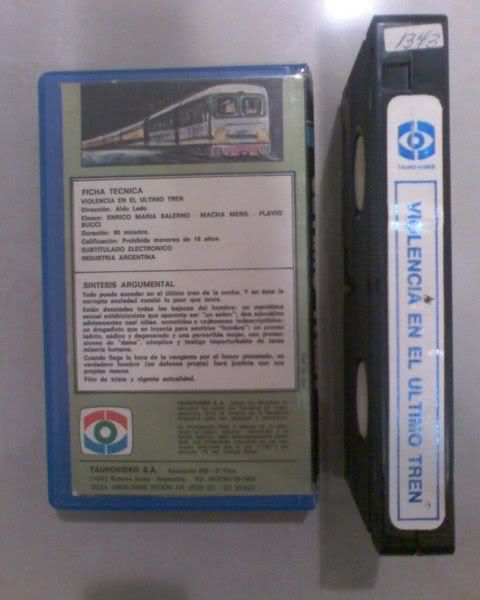 FICHA TECNICA
VIOLENCIA EN EL ULTIMO TREN
Dirección: Aldo Lado.
Elenco: ENRICO MARIA SALERNO - MACHA MERIL - FLAVIO
BUCCI
Duración: 90 minutos.
Calificación: Prohibida menores de 18 años.
SUBTITULADO ELECTRONICO
INDUSTRIA ARGENTINA
SINTESIS ARGUMENTAL
Todo puede suceder en el último tren de la noche. Y en éste la
corrupta sociedad vomitó lo peor que tenía.
Están desatadas todas las bajezas del hombre: un maniático
sexual exhibicionista que aparenta ser "un señor"; dos adorables
adolescentes casi niñas, sometidas a vejámenes indescriptibles;
un drogadicto que se inyecta para sentirse "hombre"; un procaz
ladrón, sádico y degenerado y una pervertida mujer, con preten-
siones de "dama", cómplice y testigo imperturbable de tanta
miseria humana.
Cuando llega la hora de la venganza por el honor pisoteado, un
verdadero hombre (en defensa propia) hará justicia con sus
propias manos.
Film de triste y vigente actualidad.
TAUROVIDEO S.A.
Buenos Aires - Argentina
1343
TAURO VIDEO
VIOLENCIA EN EL ULTIMO TREN